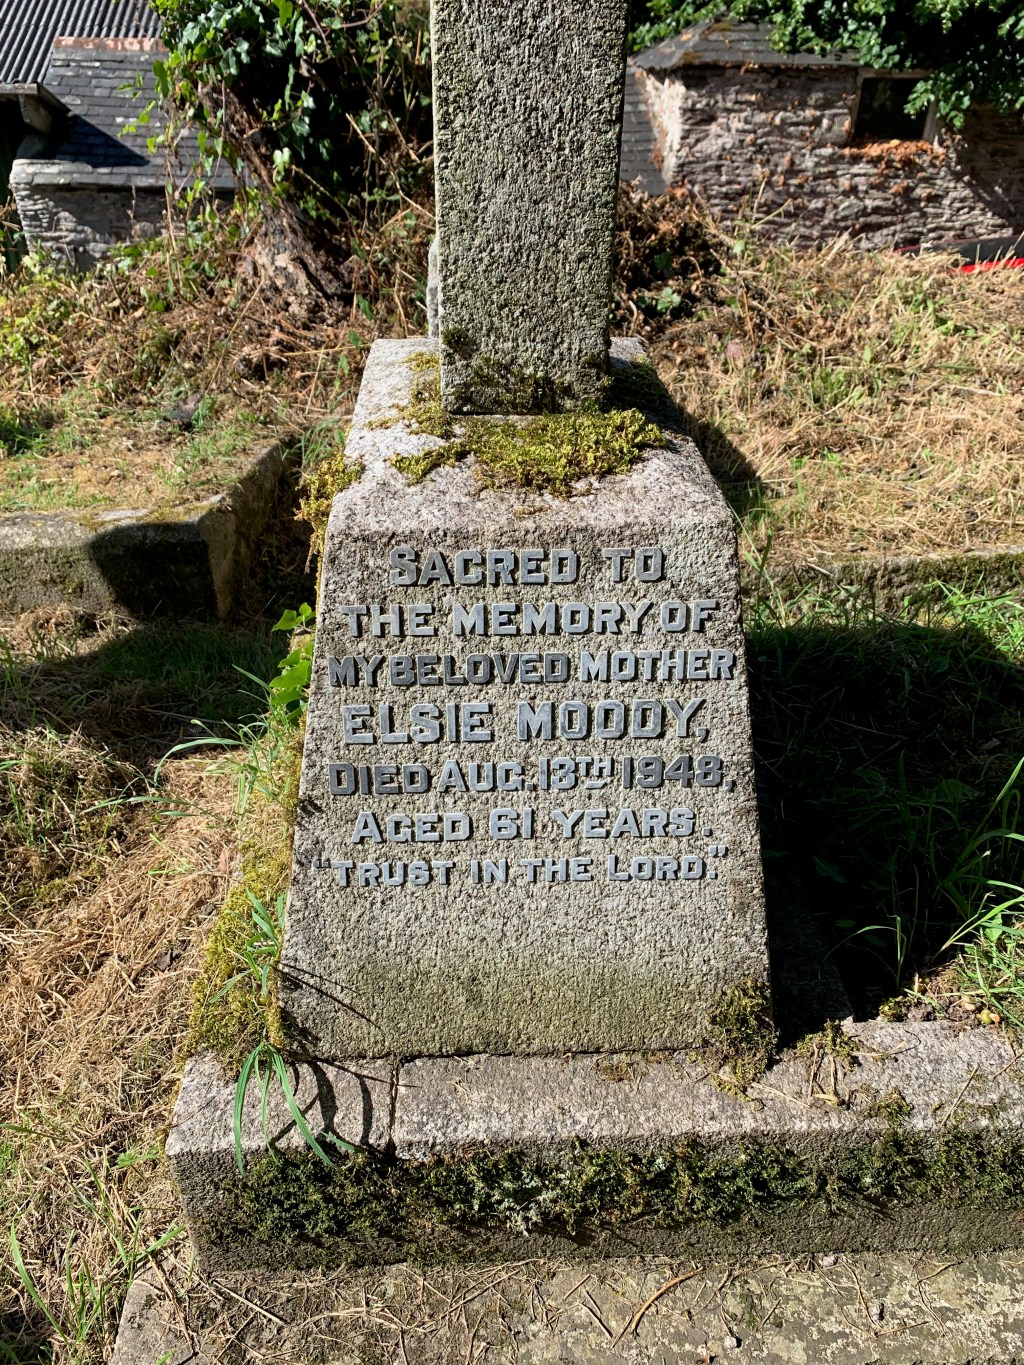 SACRED TO
THE MEMORY OF
MY BELOVED MOTHER
ELSIE MOODY,
DIED AUG. 13TH 1948,
AGED 61 YEARS.
"TRUST IN THE LORD."